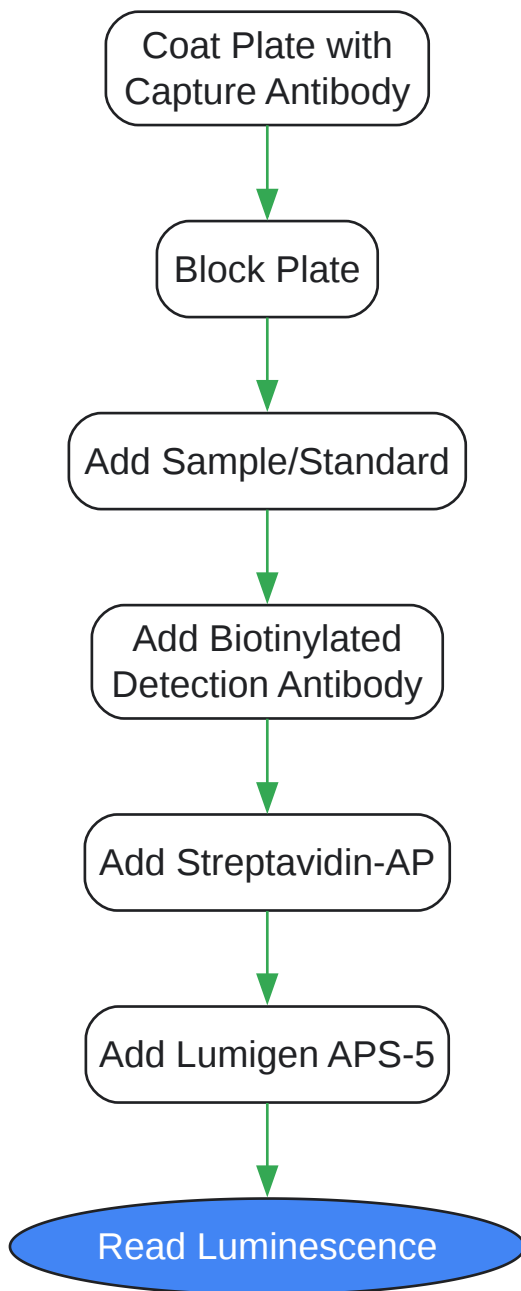 Coat Plate with
Capture Antibody
Block Plate
Add Sample/Standard
Add Biotinylated
Detection Antibody
Add Streptavidin-AP
Add Lumigen APS-5
Read Luminescence